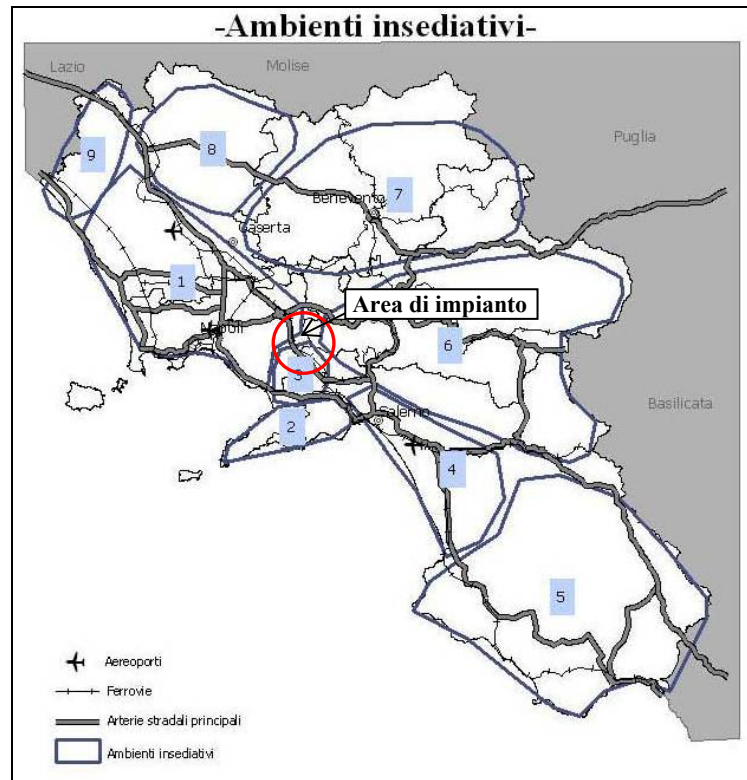 -Ambienti insediativi-
Lazio
Molise
Puglia
9
8
7
Benevento
Caserta
1
Area di impianto
Napoli
6
3
Basilicata
2
Salerno
4
5
Aereoporti
Ferrovie
Arterie stradali principali
Ambienti insediativi